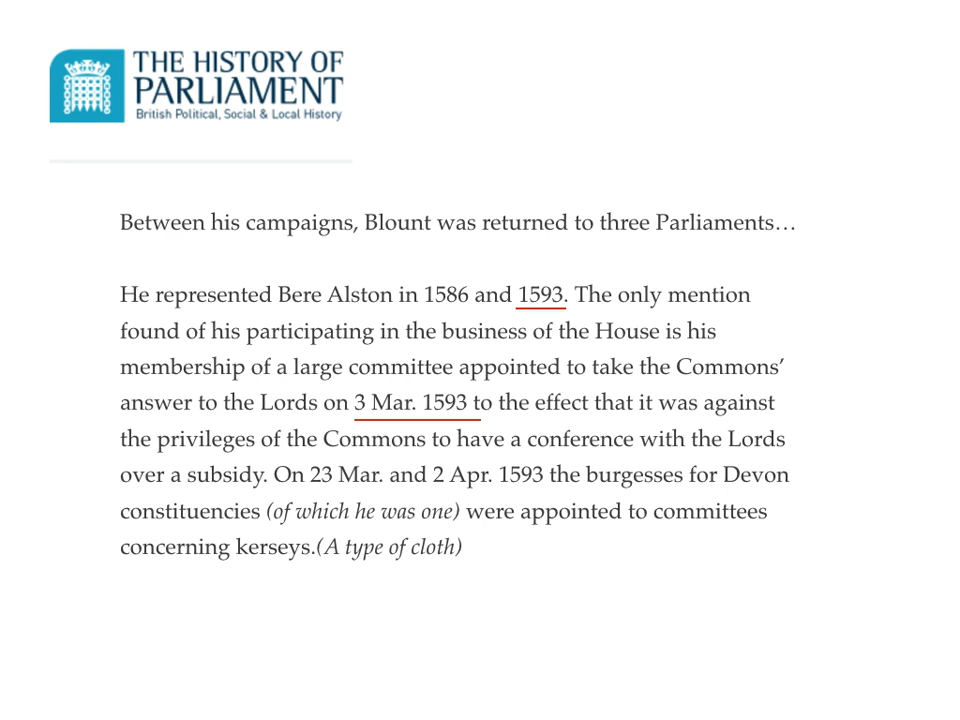 THE HISTORY OF
PARLIAMENT
British Political, Social & Local History
Between his campaigns, Blount was returned to three Parliaments…
He represented Bere Alston in 1586 and 1593. The only mention
found of his participating in the business of the House is his
membership of a large committee appointed to take the Commons’
answer to the Lords on 3 Mar. 1593 to the effect that it was against
the privileges of the Commons to have a conference with the Lords
over a subsidy. On 23 Mar. and 2 Apr. 1593 the burgesses for Devon
constituencies (of which he was one) were appointed to committees
concerning kerseys.(A type of cloth)